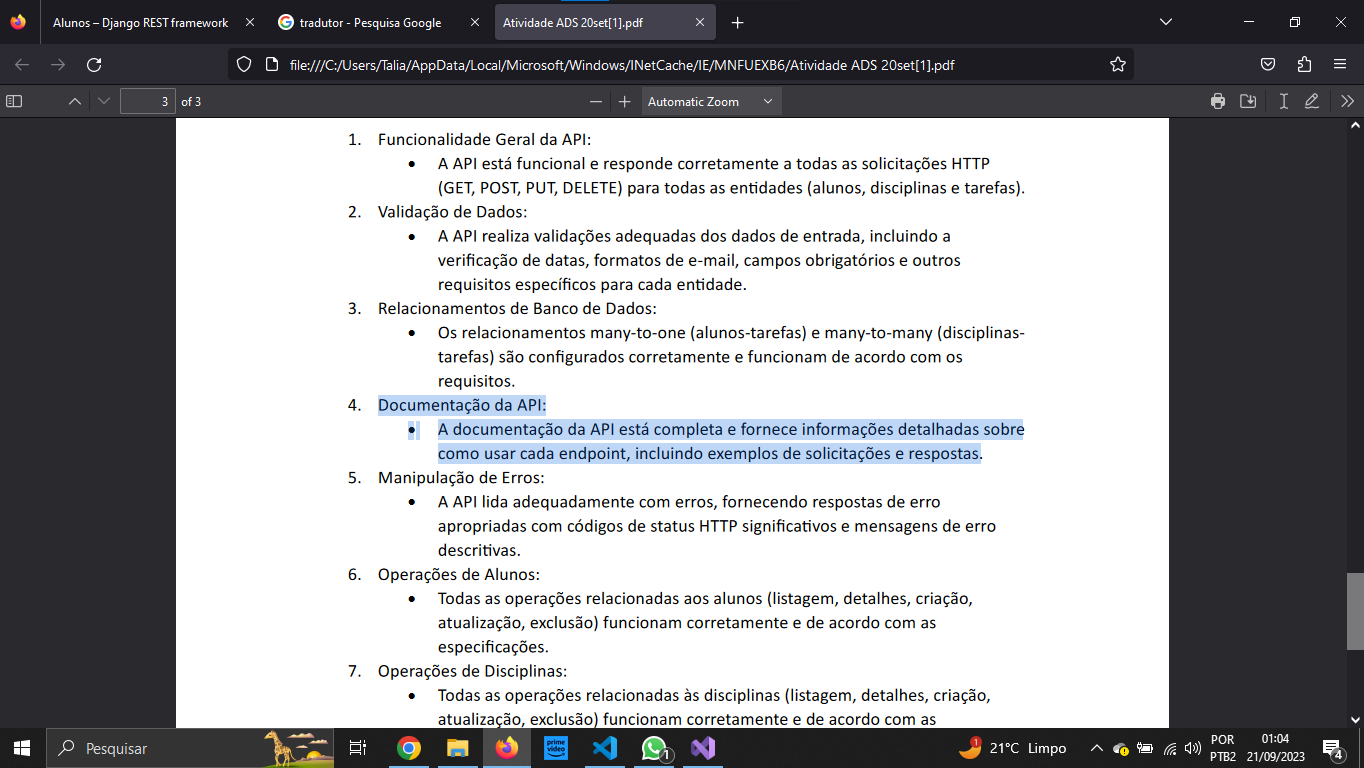 Alunos – Django REST framework
tradutor - Pesquisa Google
Atividade ADS 20set[1].pdf
file:///C:/Users/Talia/AppData/Local/Microsoft/Windows/INetCache/IE/MNFUEXB6/Atividade ADS 20set[1].pdf
3 of 3
Automatic Zoom
1. Funcionalidade Geral da API:
• A API está funcional e responde corretamente a todas as solicitações HTTP
(GET, POST, PUT, DELETE) para todas as entidades (alunos, disciplinas e tarefas).
2. Validação de Dados:
• A API realiza validações adequadas dos dados de entrada, incluindo a
verificação de datas, formatos de e-mail, campos obrigatórios e outros
requisitos específicos para cada entidade.
3. Relacionamentos de Banco de Dados:
• Os relacionamentos many-to-one (alunos-tarefas) e many-to-many (disciplinas-
tarefas) são configurados corretamente e funcionam de acordo com os
requisitos.
4. Documentação da API:
• A documentação da API está completa e fornece informações detalhadas sobre
como usar cada endpoint, incluindo exemplos de solicitações e respostas.
5. Manipulação de Erros:
• A API lida adequadamente com erros, fornecendo respostas de erro
apropriadas com códigos de status HTTP significativos e mensagens de erro
descritivas.
6. Operações de Alunos:
• Todas as operações relacionadas aos alunos (listagem, detalhes, criação,
atualização, exclusão) funcionam corretamente e de acordo com as
especificações.
7. Operações de Disciplinas:
• Todas as operações relacionadas às disciplinas (listagem, detalhes, criação,
atualização, exclusão) funcionam corretamente e de acordo com as
Pesquisar
prime video
1
1
21°C Limpo
POR
PTB2
01:04
21/09/2023
4